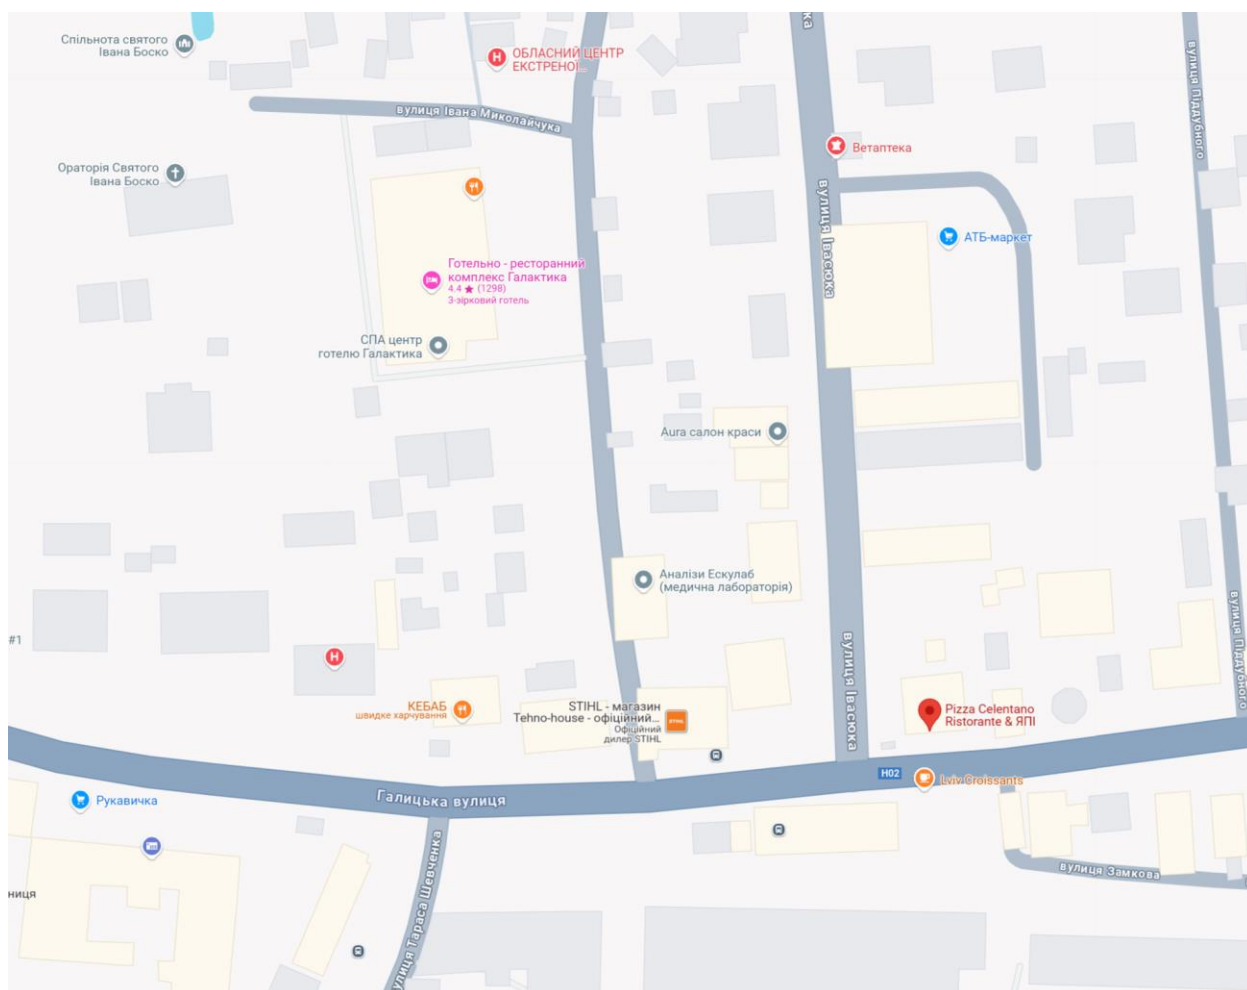 Спільнота святого
Івана Боско
ОБЛАСНИЙ ЦЕНТР
ЕКСТРЕНОЇ...
вулиця Івана Миколайчука
вулиця Піддубного
Ветаптека
Ораторія Святого
Івана Боско
вулиця Івасюка
АТБ-маркет
Готельно - ресторанний
комплекс Галактика
4.4 ★ (1298)
3-зірковий готель
СПА центр
готелю Галактика
Aura салон краси
Аналізи Ескулаб
(медична лабораторія)
#1
H
H
вулиця Івасюка
вулиця Піддубного
КЕБАБ
швидке харчування
STIHL - магазин
Tehno-house - офіційний...
Офіційний
дилер STIHL
STIHL
Pizza Celentano
Ristorante & ЯПІ
H02
Lviv Croissants
Рукавичка
Галицька вулиця
вулиця Тараса Шевченка
вулиця Замкова
ниця